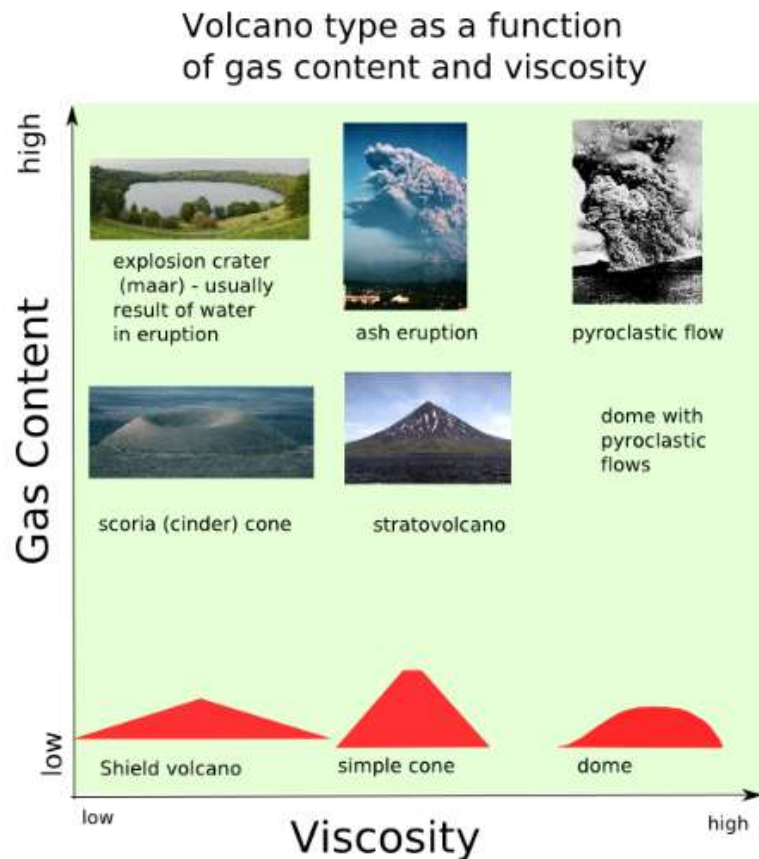 Volcano type as a function
of gas content and viscosity
high
explosion crater
(maar) - usually
result of water
in eruption
ash eruption
pyroclastic flow
Gas Content
dome with
pyroclastic
flows
scoria (cinder) cone
stratovolcano
low
Shield volcano
simple cone
dome
low
Viscosity
high